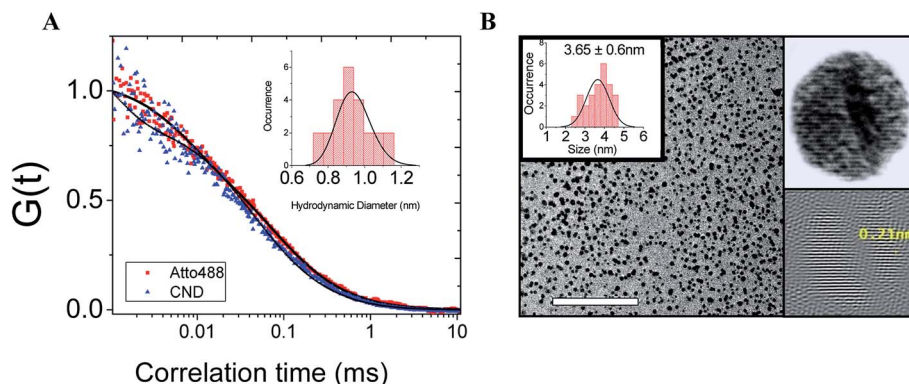 A
G(t)
1.0
0.5
0.0
0.01
0.1
1
10
Correlation time (ms)
Atto488
CND
Occurrence
6
4
2
0
0.6
0.8
1.0
1.2
Hydrodynamic Diameter (nm)
B
3.65 ± 0.6nm
Occurrence
8
6
4
2
0
1 2 3 4 5 6
Size (nm)
0.21nm